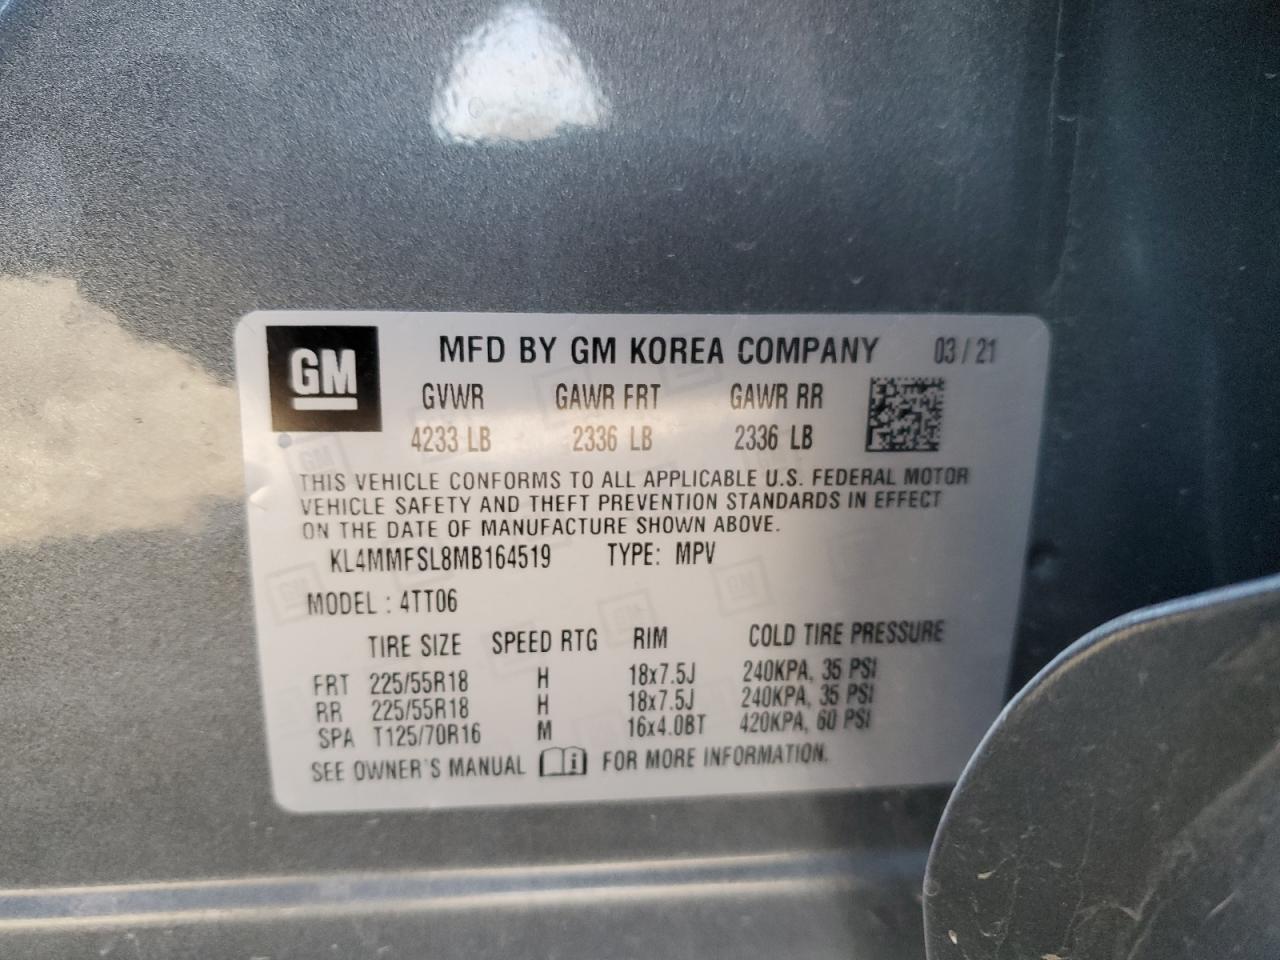 GM
MFD BY GM KOREA COMPANY 03/21
GVWR GAWR FRT GAWR RR
4233 LB 2336 LB 2336 LB
THIS VEHICLE CONFORMS TO ALL APPLICABLE U.S. FEDERAL MOTOR
VEHICLE SAFETY AND THEFT PREVENTION STANDARDS IN EFFECT
ON THE DATE OF MANUFACTURE SHOWN ABOVE.
KL4MMFSL8MB164519 TYPE: MPV
MODEL : 4TT06
TIRE SIZE SPEED RTG RIM COLD TIRE PRESSURE
FRT 225/55R18 H 18x7.5J 240KPA, 35 PSI
RR 225/55R18 H 18x7.5J 240KPA, 35 PSI
SPA T125/70R16 M 16x4.0BT 420KPA, 60 PSI
SEE OWNER'S MANUAL i FOR MORE INFORMATION.